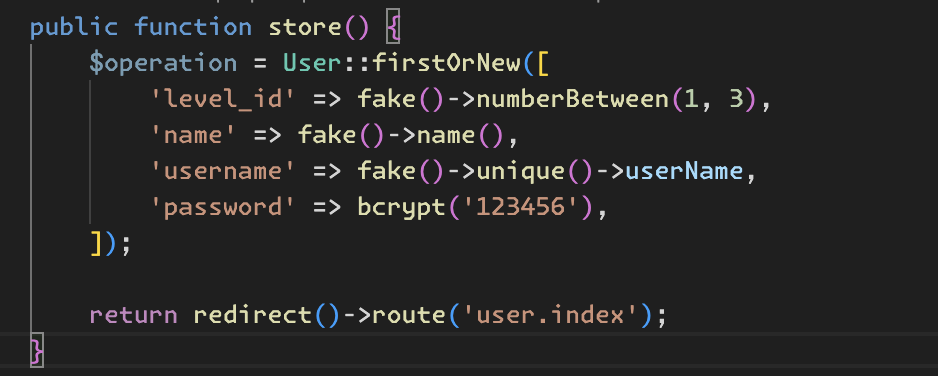 public function store() {
    $operation = User::firstOrNew([
        'level_id' => fake()->numberBetween(1, 3),
        'name' => fake()->name(),
        'username' => fake()->unique()->userName,
        'password' => bcrypt('123456'),
    ]);

    return redirect()->route('user.index');
}